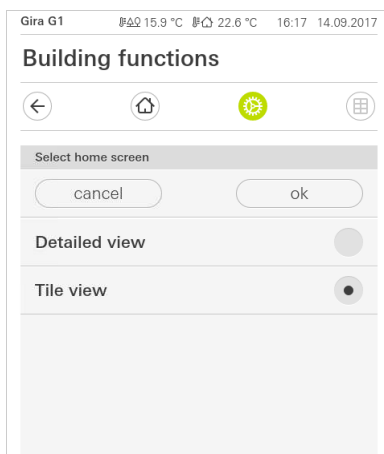 Gira G1 15.9 °C 22.6 °C 16:17 14.09.2017
Building functions
Select home screen
cancel ok
Detailed view
Tile view